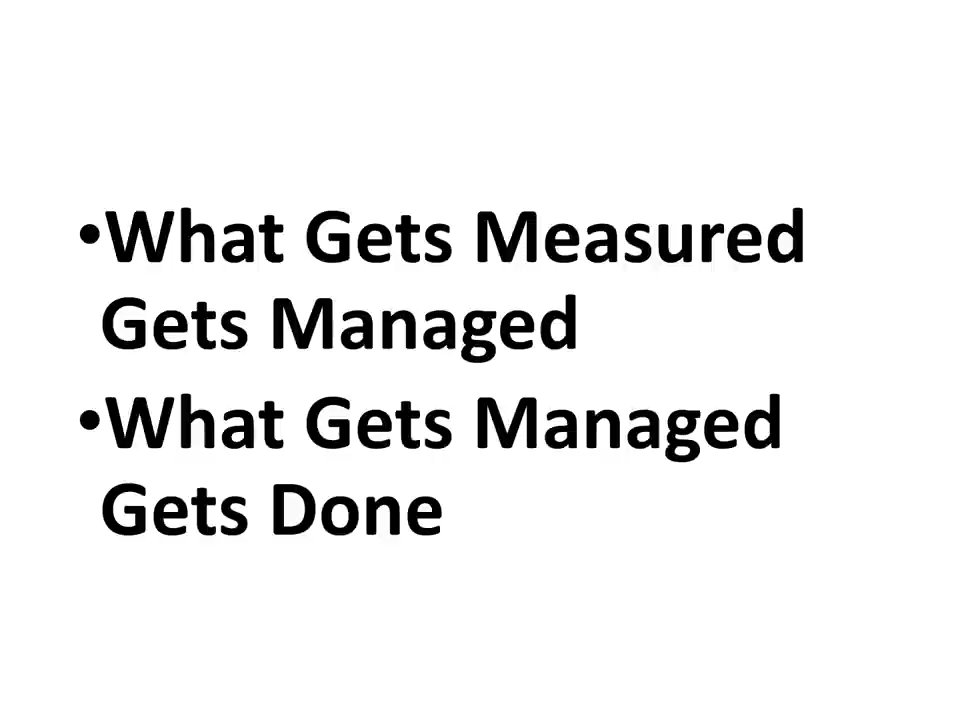 •What Gets Measured
Gets Managed
•What Gets Managed
Gets Done